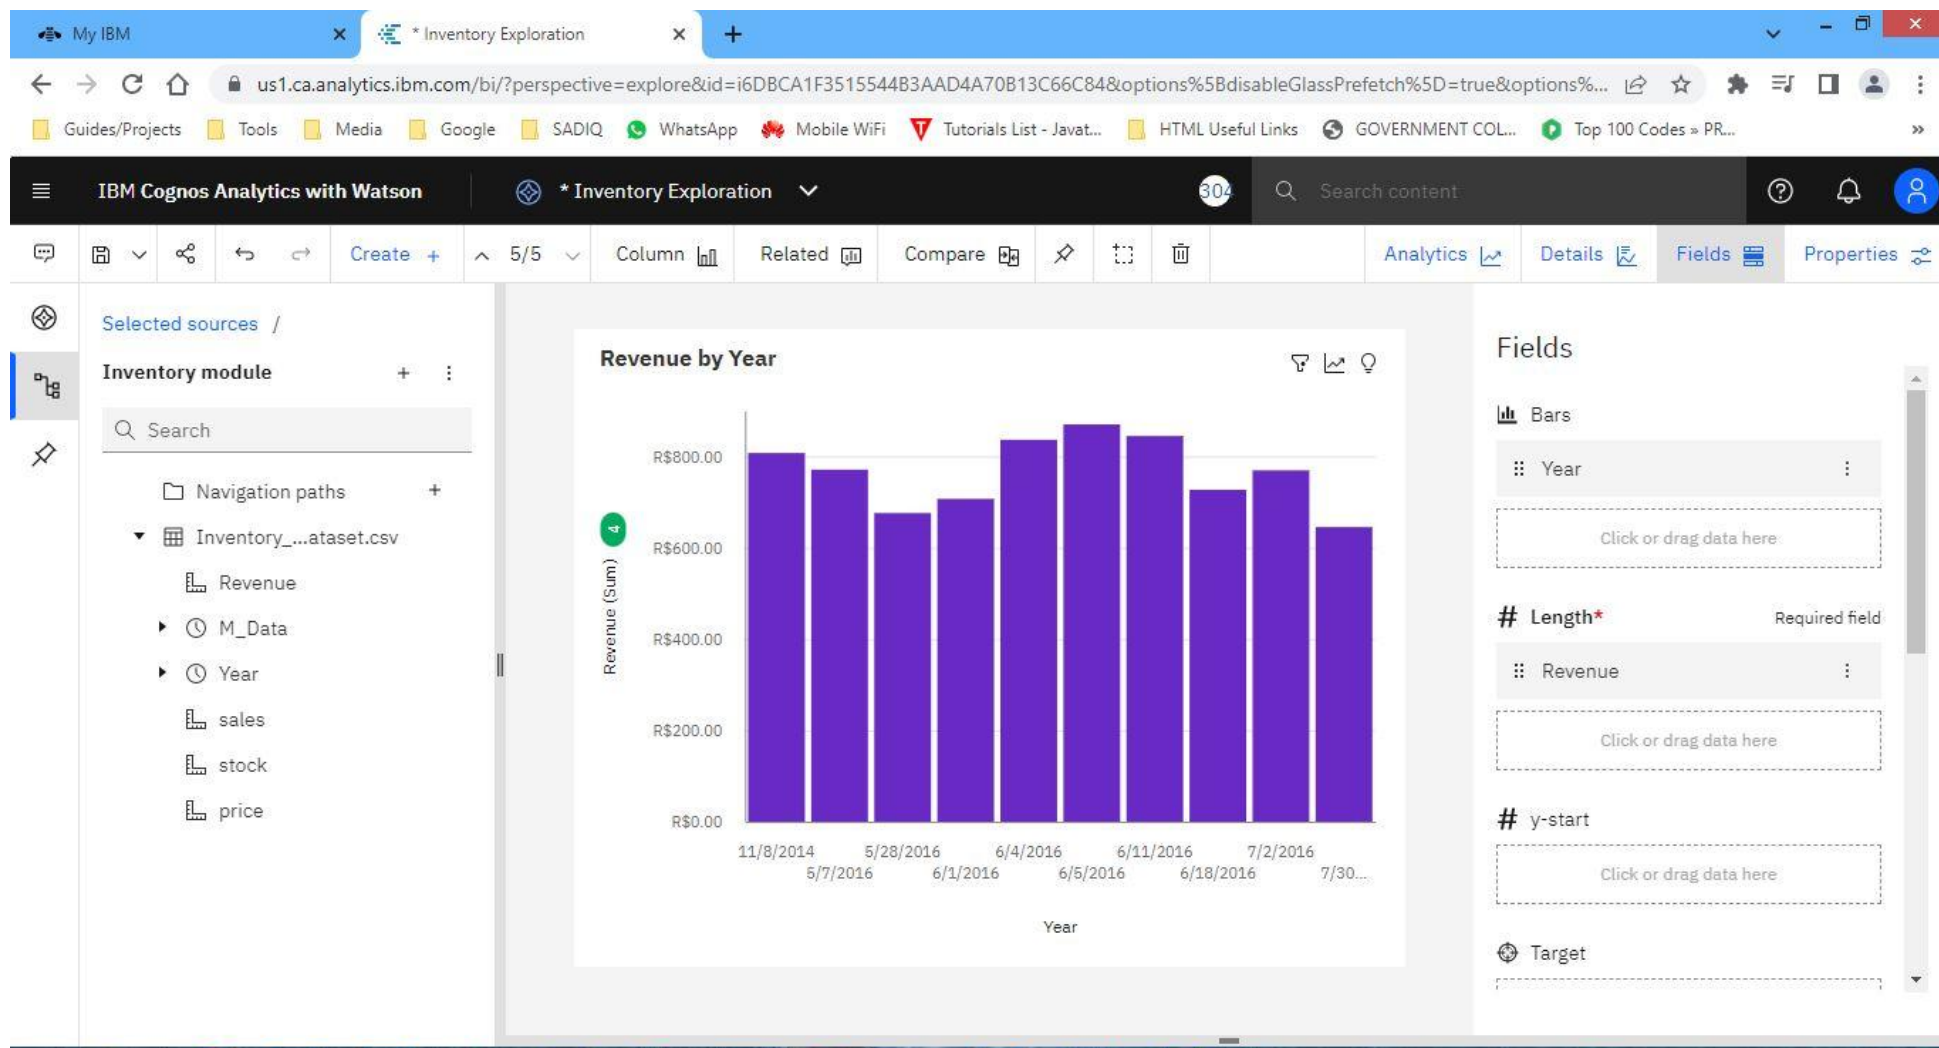 My IBM
* Inventory Exploration
us1.ca.analytics.ibm.com/bi/?perspective=explore&id=i6DBCA1F3515544B3AAD4A70B13C66C84&options%5BdisableGlassPrefetch%5D=true&options%...
Guides/Projects Tools Media Google SADIQ WhatsApp Mobile WiFi Tutorials List - Javat... HTML Useful Links GOVERNMENT COL... Top 100 Codes » PR... »
IBM Cognos Analytics with Watson * Inventory Exploration 304 Search content
Create + 5/5 Column Related Compare Analytics Details Fields Properties
Selected sources /
Inventory module
Search
Navigation paths
Inventory_...ataset.csv
Revenue
M_Data
Year
sales
stock
price
Revenue by Year
R$800.00
R$600.00
R$400.00
R$200.00
R$0.00
4
Revenue (Sum)
11/8/2014 5/28/2016 6/4/2016 6/11/2016 7/2/2016
5/7/2016 6/1/2016 6/5/2016 6/18/2016 7/30...
Year
Fields
Bars
Year
Click or drag data here
# Length* Required field
Revenue
Click or drag data here
# y-start
Click or drag data here
Target